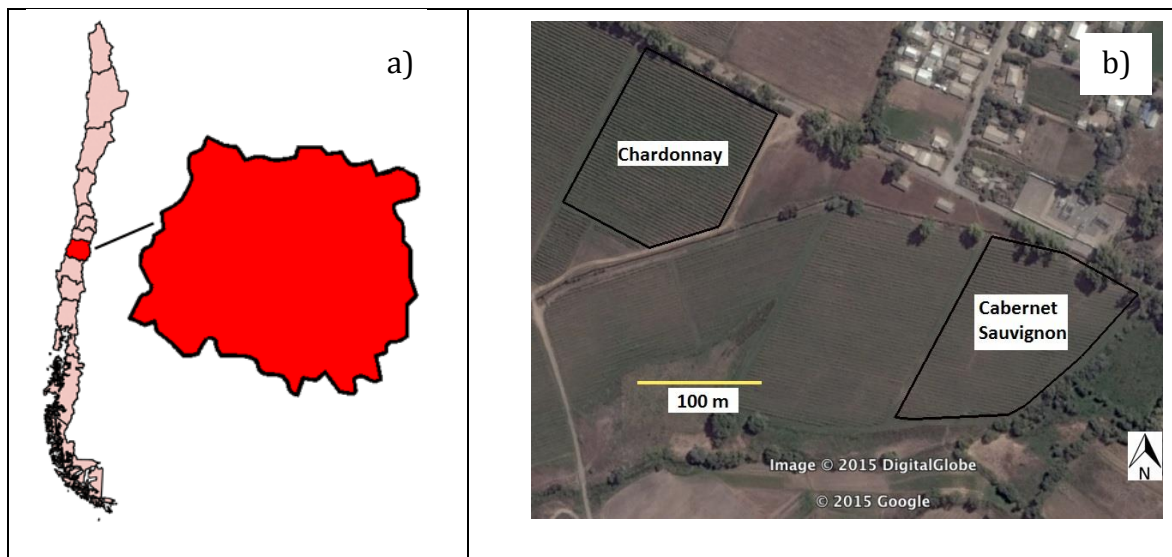 a)
b)
Chardonnay
Cabernet
Sauvignon
100 m
N
Image © 2015 DigitalGlobe
© 2015 Google